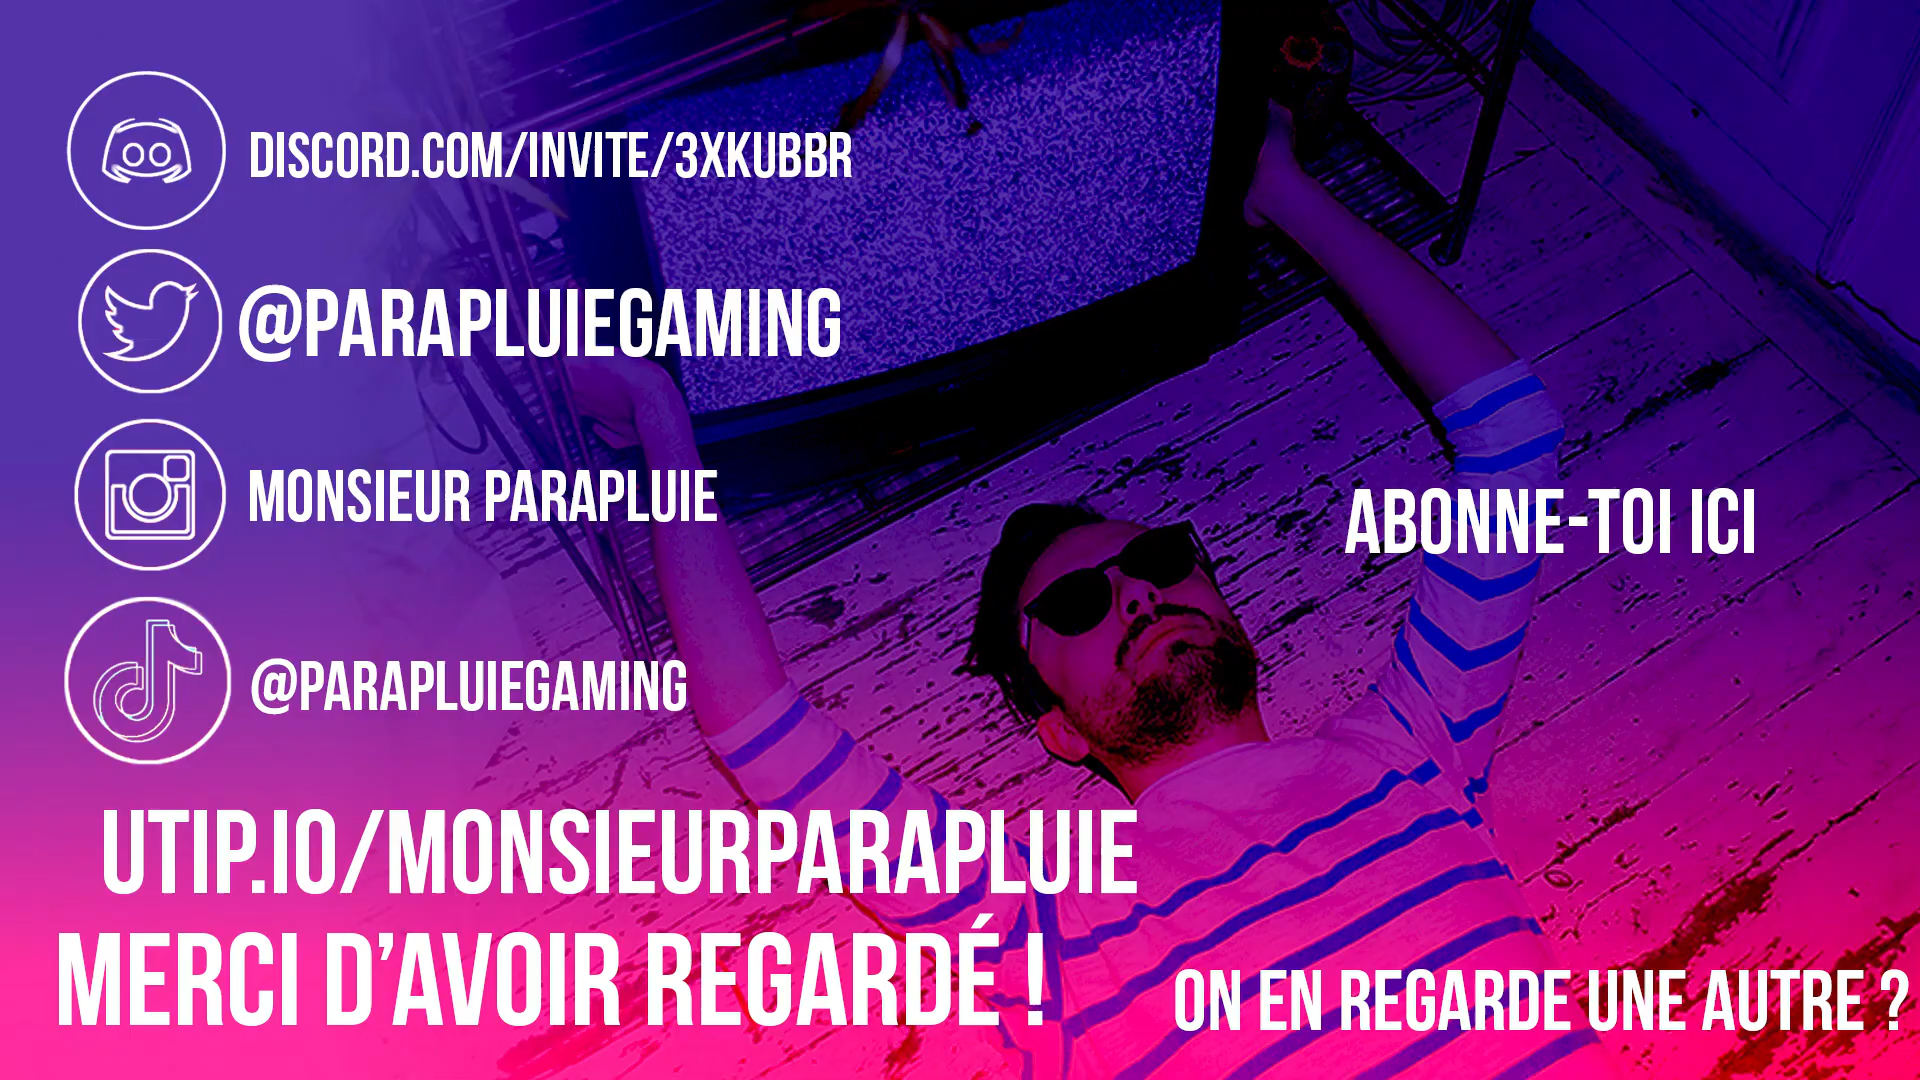 DISCORD.COM/INVITE/3XKUBBR
@PARAPLUIEGAMING
MONSIEUR PARAPLUIE
ABONNE-TOI ICI
@PARAPLUIEGAMING
UTIP.IO/MONSIEURPARAPLUIE
MERCI D'AVOIR REGARDÉ !
ON EN REGARDE UNE AUTRE ?